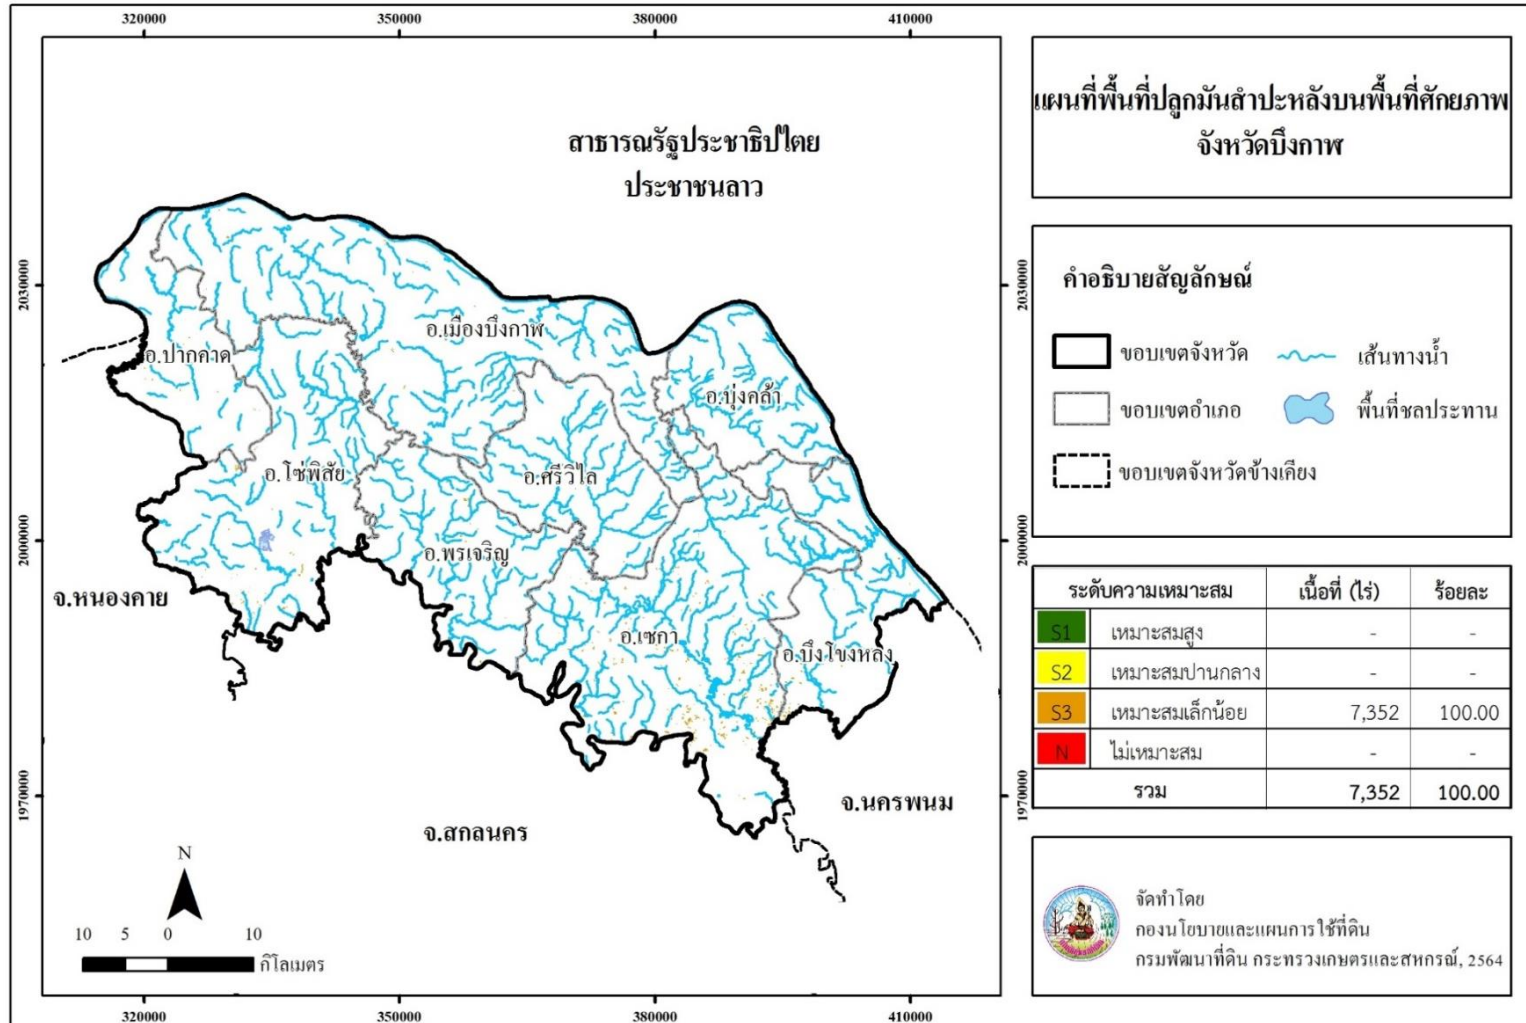 320000 350000 380000 410000
แผนที่พื้นที่ปลูกมันสำปะหลังบนพื้นที่ศักยภาพ
จังหวัดบึงกาฬ
สาธารณรัฐประชาธิปไตย
ประชาชนลาว
2030000 2030000
2000000 2000000
1970000 1970000
อ.เมืองบึงกาฬ
อ.ปากคาด
อ.บุ่งคล้า
อ.โซ่พิสัย
อ.ศรีวิไล
อ.พรเจริญ
อ.เซกา
อ.บึงโขงหลง
จ.หนองคาย
จ.นครพนม
จ.สกลนคร
N
10 5 0 10
กิโลเมตร
320000 350000 380000 410000
คำอธิบายสัญลักษณ์
ขอบเขตจังหวัด เส้นทางน้ำ
ขอบเขตอำเภอ พื้นที่ชลประทาน
ขอบเขตจังหวัดข้างเคียง
ระดับความเหมาะสม เนื้อที่ (ไร่) ร้อยละ
S1 เหมาะสมสูง - -
S2 เหมาะสมปานกลาง - -
S3 เหมาะสมเล็กน้อย 7,352 100.00
N ไม่เหมาะสม - -
รวม 7,352 100.00
จัดทำโดย
กองนโยบายและแผนการใช้ที่ดิน
กรมพัฒนาที่ดิน กระทรวงเกษตรและสหกรณ์, 2564